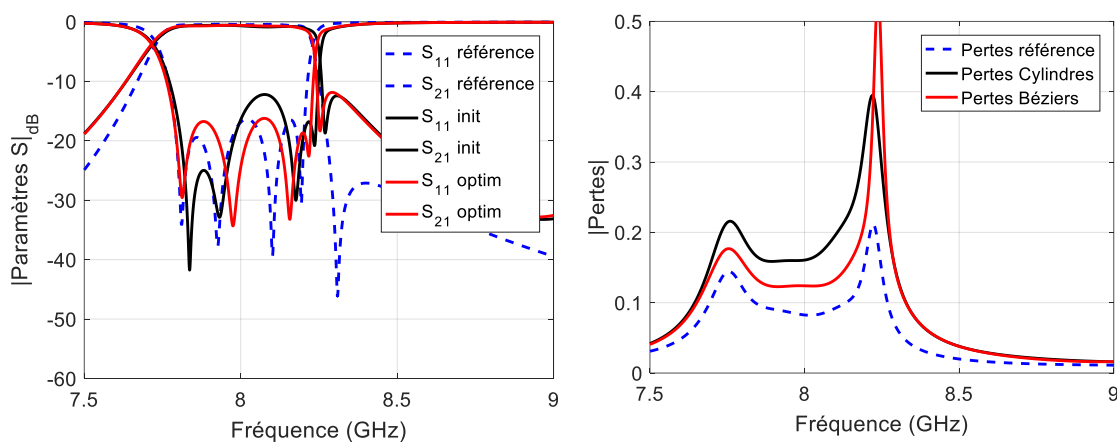 0
-10
-20
-30
-40
-50
-60
|Paramètres S|dB
7.5
8
8.5
9
Fréquence (GHz)
S11 référence
S21 référence
S11 init
S21 init
S11 optim
S21 optim
0.5
0.4
0.3
0.2
0.1
0
|Pertes|
7.5
8
8.5
9
Fréquence (GHz)
Pertes référence
Pertes Cylindres
Pertes Béziers